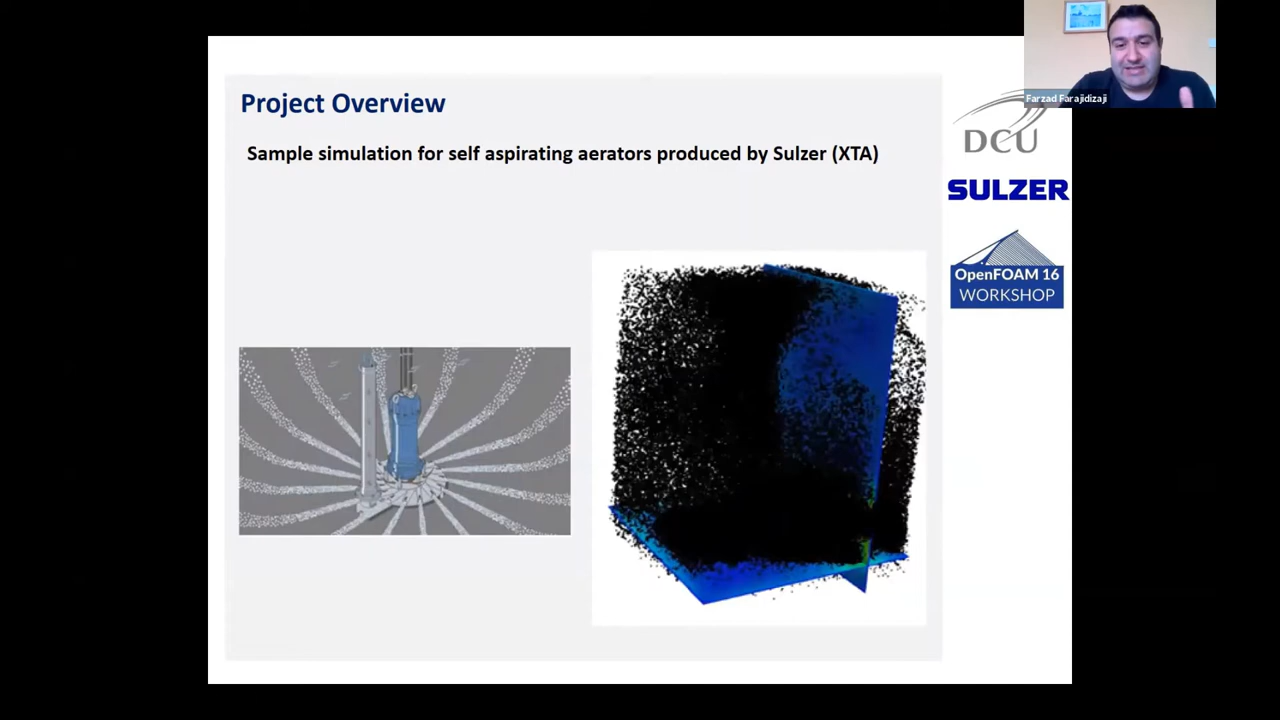 Project Overview
Sample simulation for self aspirating aerators produced by Sulzer (XTA)
Farzad Farajidizaji
DCU
SULZER
OpenFOAM 16
WORKSHOP